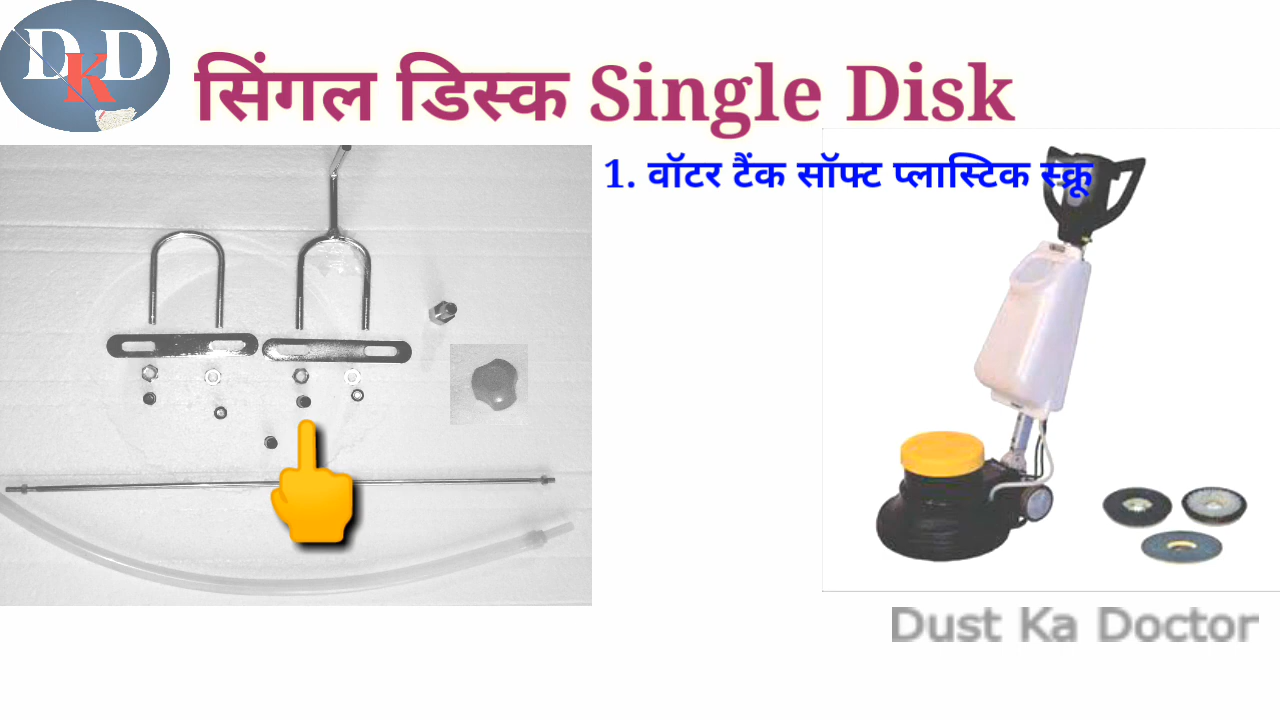 DKD
सिंगल डिस्क Single Disk
1. वॉटर टैंक सॉफ्ट प्लास्टिक स्क्रू
Dust Ka Doctor